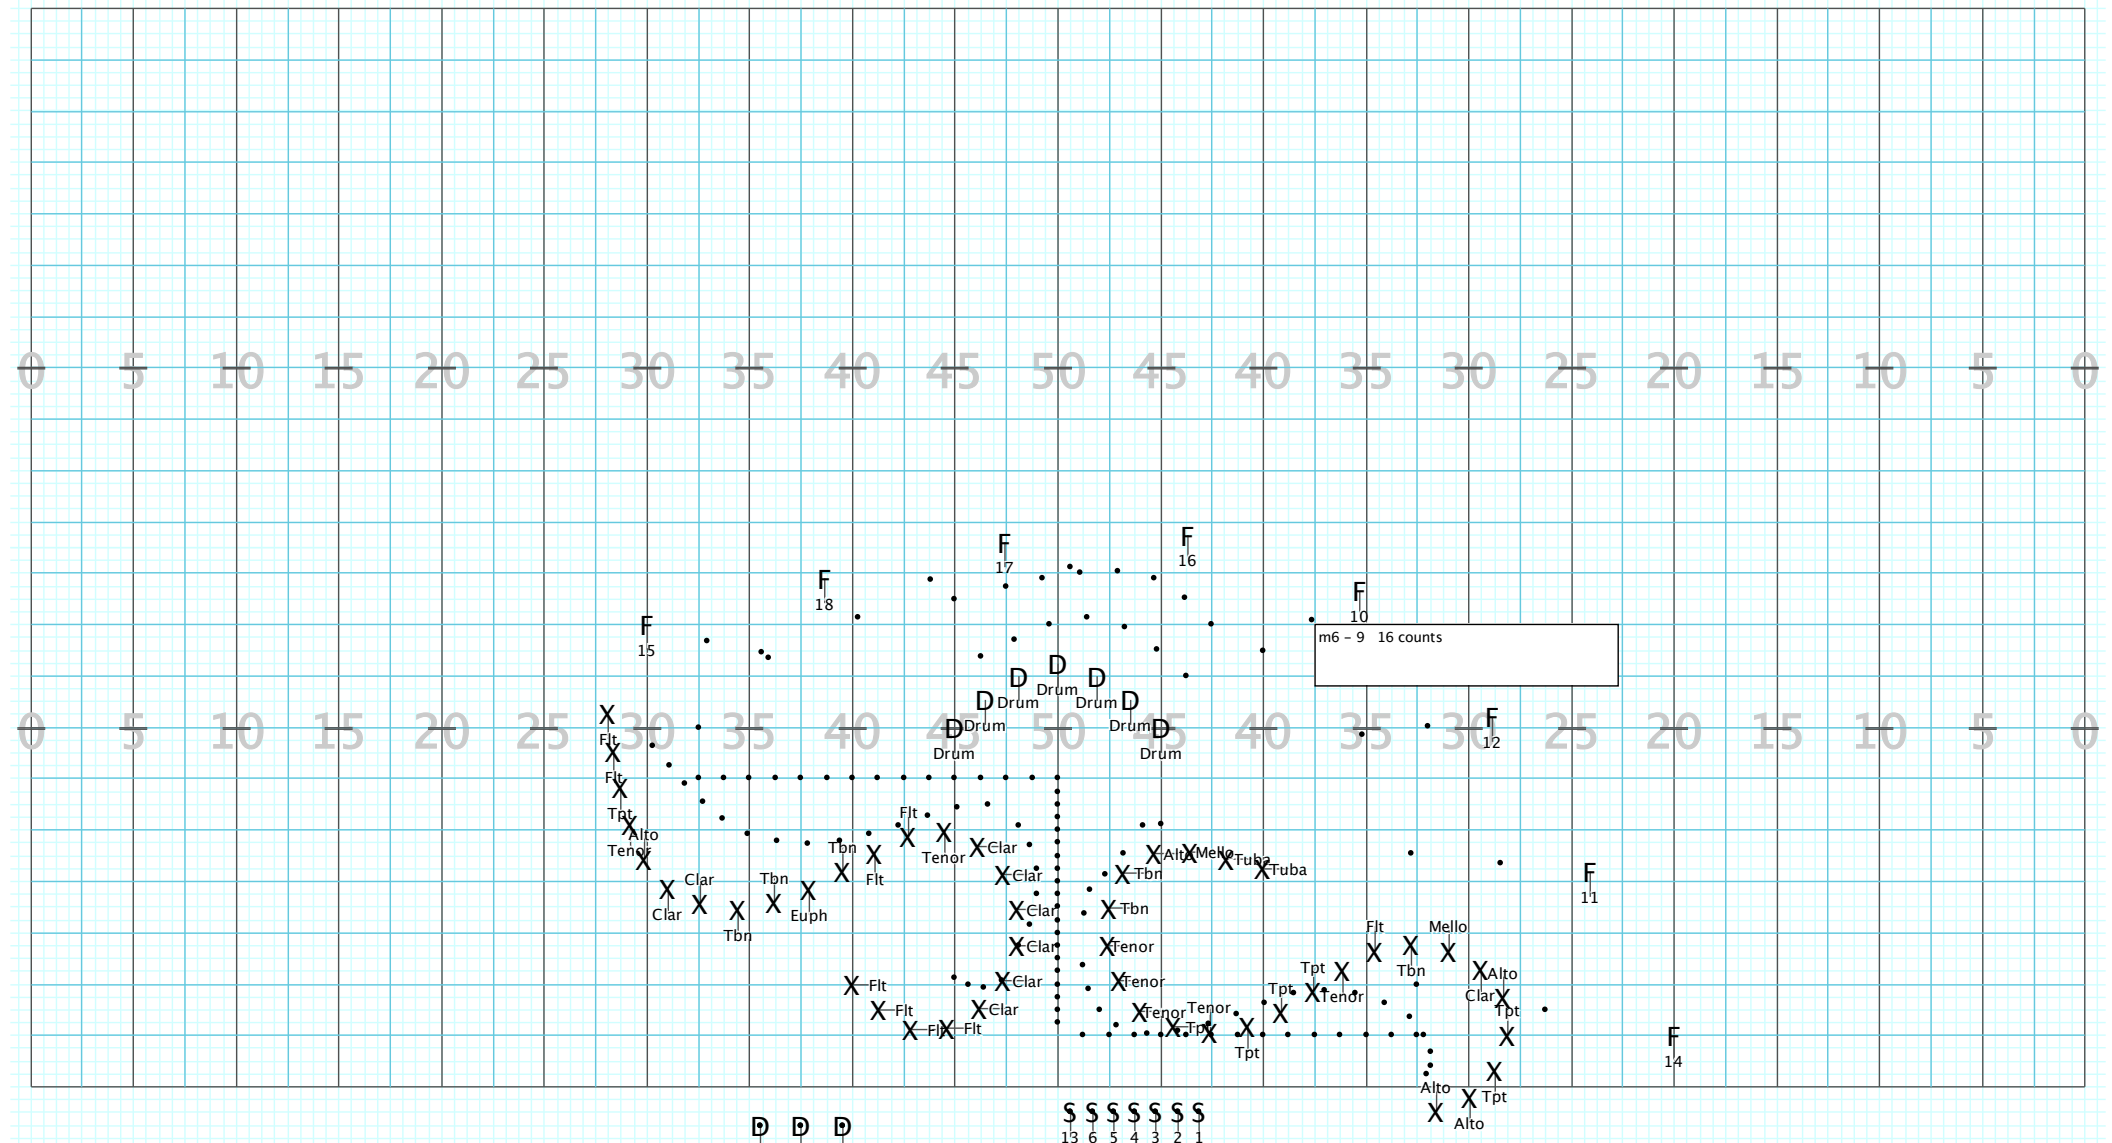 0 5 10 15 20 25 30 35 40 45 50 45 40 35 30 25 20 15 10 5 0
F
16
F
17
F
18
F
10
F
15
m6 – 9   16 counts
D
Drum
D
Drum
D
Drum
D
Drum
D
Drum
D
Drum
D
Drum
X
Flt
F
12
0 5 10 15 20 25 30 35 40 45 50 45 40 35 30 25 20 15 10 5 0
X
Flt
X
Tpt
X
Alto
Tenor
X
Flt
X
X
Tenor
X Clar
Tbn
X
X
Flt
X Alto
X Mello
X Tuba
X Tuba
X
Clar
Clar
X
X
Tbn
Tbn
X
X
Euph
X Clar
X Tbn
F
11
X Clar
X Tbn
X Clar
X Tenor
Flt
X
X
Tbn
Mello
X
X Flt
X Clar
X Tenor
Tpt
X
X
Tenor
Tpt
X
X
Alto
Clar
X
Tpt
X Flt
X Clar
X Tenor
Tenor
X Flt
X Flt
X Tpt
X
X
Tpt
X
F
14
X
Tpt
Alto
X
X
Alto
D D D
S S S S S S S
13 6 5 4 3 2 1